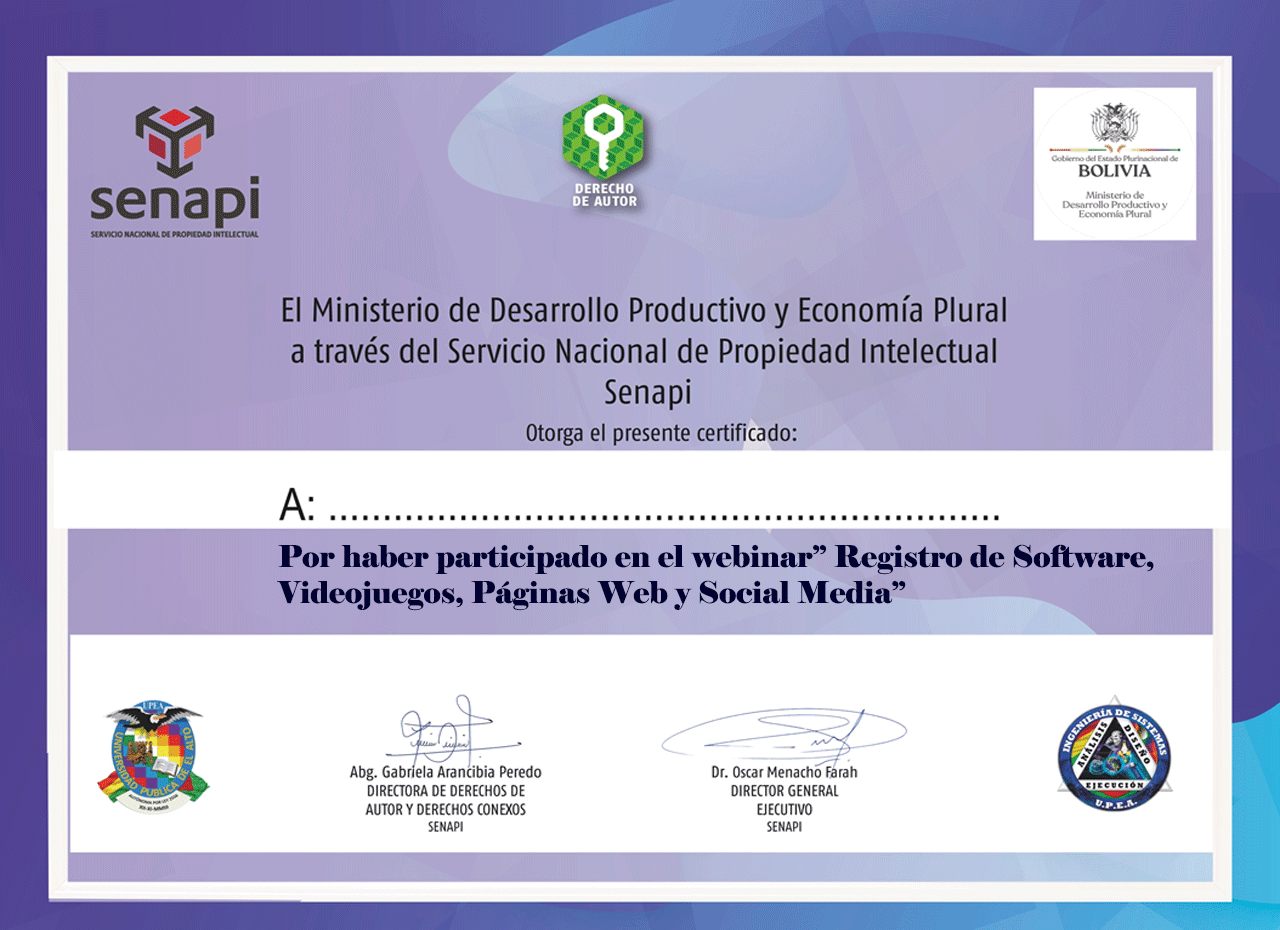 senapi
SERVICIO NACIONAL DE PROPIEDAD INTELECTUAL
DERECHO
DE AUTOR
Gobierno del Estado Plurinacional de
BOLIVIA
Ministerio de
Desarrollo Productivo y
Economía Plural
El Ministerio de Desarrollo Productivo y Economía Plural
a través del Servicio Nacional de Propiedad Intelectual
Senapi
Otorga el presente certificado:
A: ..............................................................
Por haber participado en el webinar” Registro de Software,
Videojuegos, Páginas Web y Social Media”
UPEA
UNIVERSIDAD PUBLICA DE EL ALTO
Abg. Gabriela Arancibia Peredo
DIRECTORA DE DERECHOS DE
AUTOR Y DERECHOS CONEXOS
SENAPI
Dr. Oscar Menacho Farah
DIRECTOR GENERAL
EJECUTIVO
SENAPI
INGENIERÍA DE SISTEMAS
ANÁLISIS
DISEÑO
EJECUCIÓN
U.P.E.A.